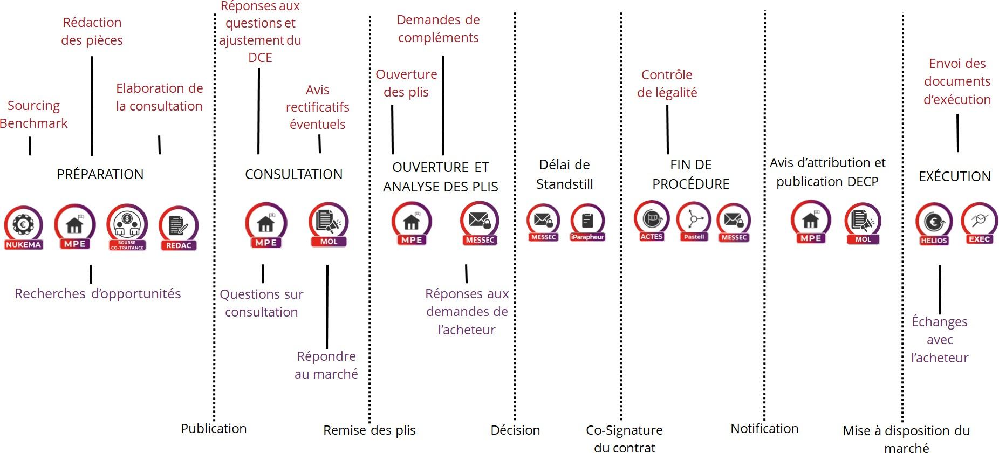 Rédaction
des pièces
Sourcing
Benchmark
Elaboration de
la consultation
PRÉPARATION
NUKEMA
MPE
BOURSE
CO-TRAITANCE
REDAC
Recherches d’opportunités
Publication
Réponses aux
questions et
ajustement du
DCE
Avis
rectificatifs
éventuels
CONSULTATION
MPE
MOL
Questions sur
consultation
Répondre
au marché
Remise des plis
Demandes de
compléments
Ouverture
des plis
OUVERTURE ET
ANALYSE DES PLIS
MPE
MESSEC
Réponses aux
demandes de
l’acheteur
Décision
Délai de
Standstill
MESSEC
iParapheur
Co-Signature
du contrat
Contrôle
de légalité
FIN DE
PROCÉDURE
ACTES
Pastell
MESSEC
Notification
Avis d’attribution et
publication DECP
MPE
MOL
Mise à disposition du
marché
Envoi des
documents
d’exécution
EXÉCUTION
HELIOS
EXEC
Échanges
avec
l’acheteur